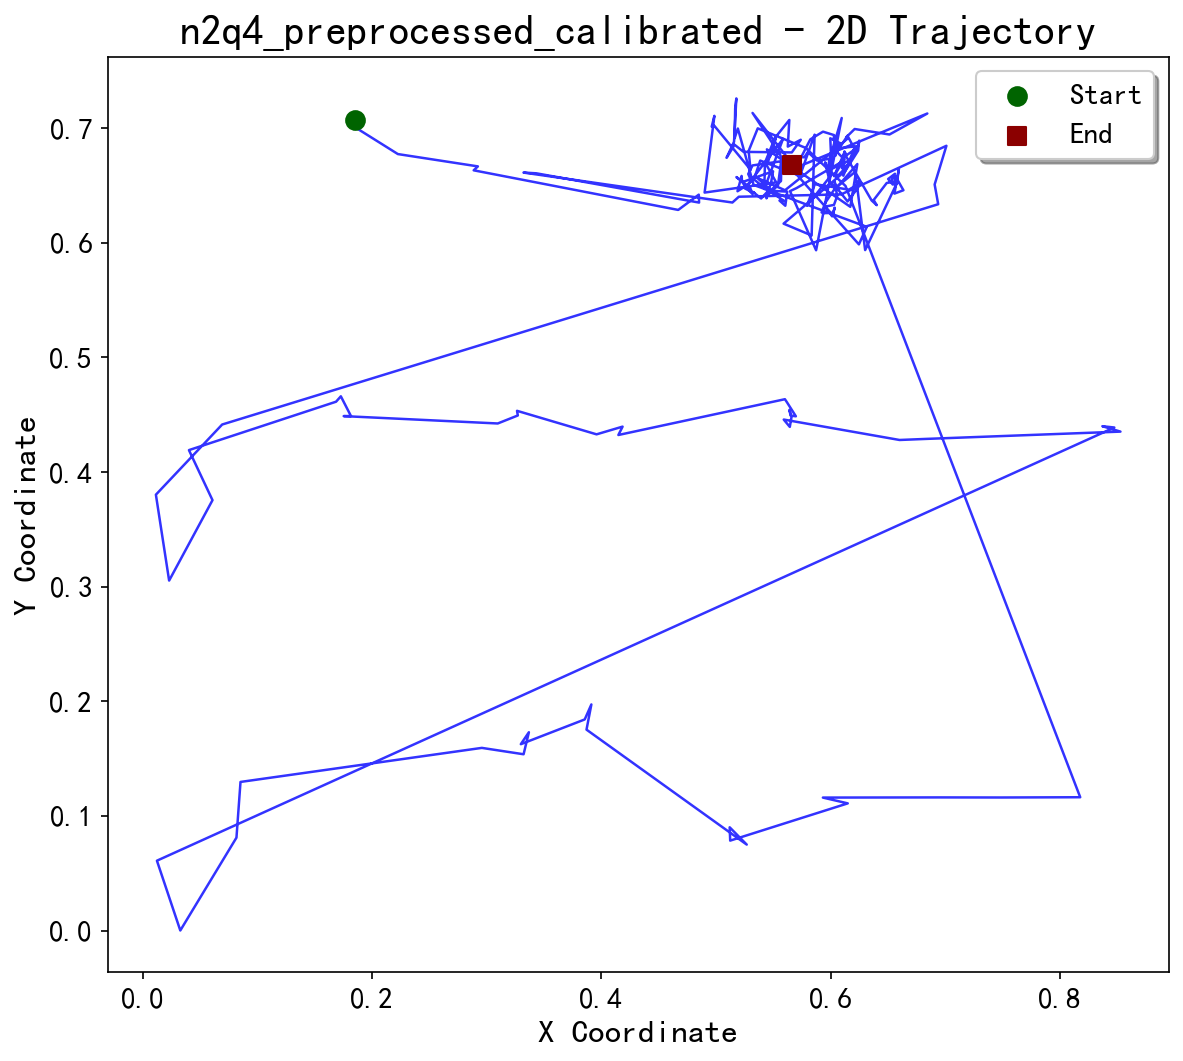 n2q4_preprocessed_calibrated - 2D Trajectory
Start
End
0.7
0.6
0.5
0.4
0.3
0.2
0.1
0.0
Y Coordinate
0.0 0.2 0.4 0.6 0.8
X Coordinate